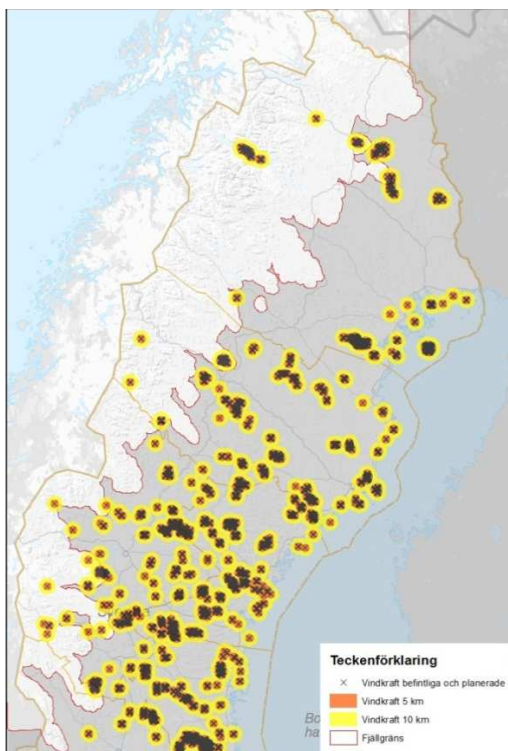 Teckenförklaring
Vindkraft befintliga och planerade
Vindkraft 5 km
Vindkraft 10 km
Fjällgräns